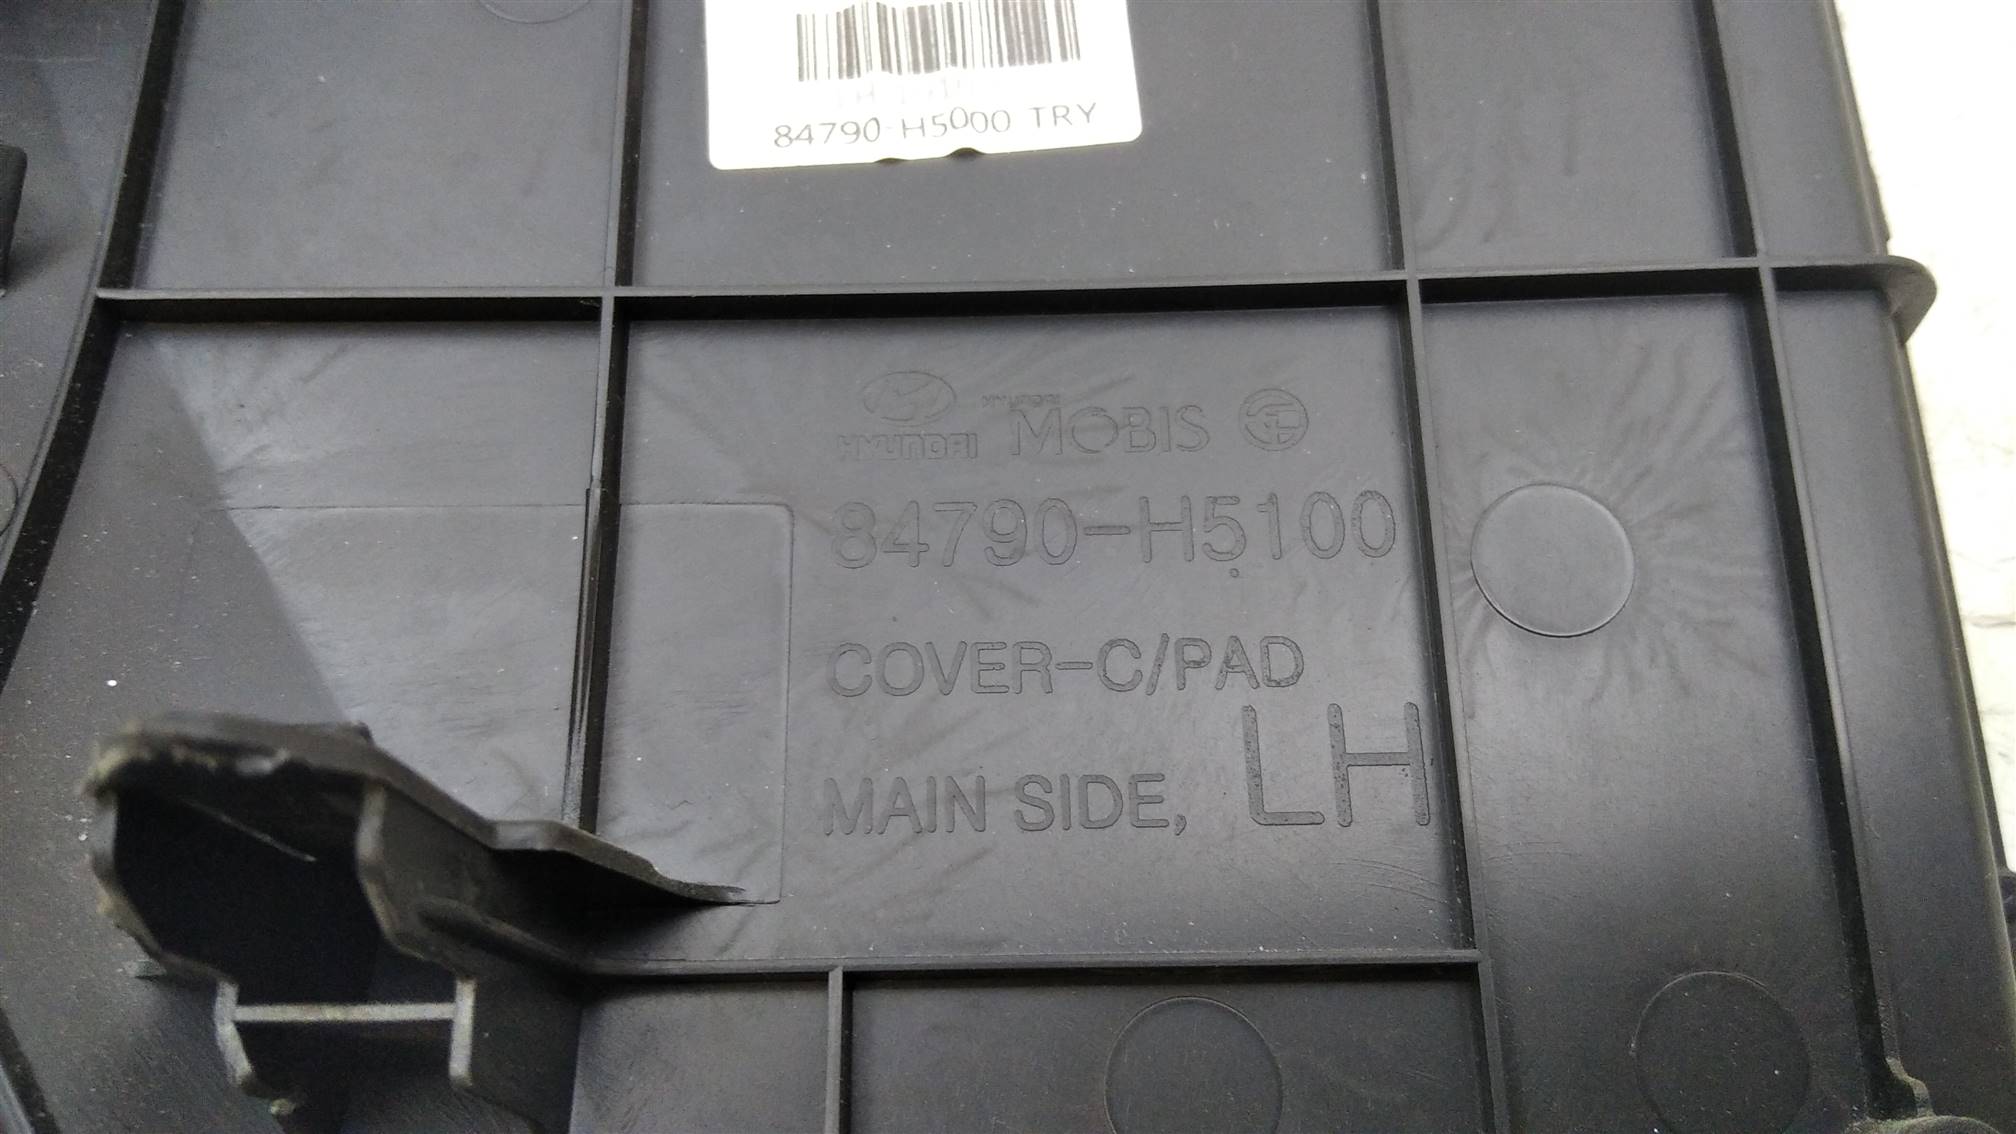 84790-H5000 TRY
HYUNDAI
HYUNDAI
MOBIS
84790-H5100
COVER-C/PAD
MAIN SIDE, LH